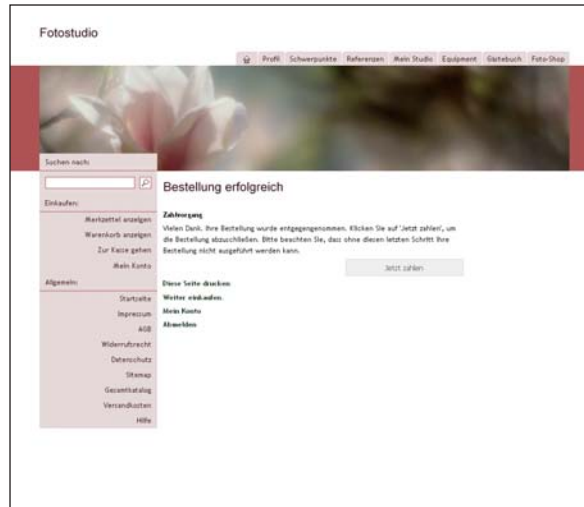 Fotostudio
Profil Schwerpunkte Referenzen Mein Studio Equipment Gästebuch Foto-Shop
Suchen nach:
Einkaufen:
Merkzettel anzeigen
Warenkorb anzeigen
Zur Kasse gehen
Mein Konto
Allgemein:
Startseite
Impressum
AGB
Widerrufsrecht
Datenschutz
Sitemap
Gesamtkatalog
Versandkosten
Hilfe
Bestellung erfolgreich
Zahlvorgang
Vielen Dank. Ihre Bestellung wurde entgegengenommen. Klicken Sie auf 'Jetzt zahlen', um
die Bestellung abzuschließen. Bitte beachten Sie, dass ohne diesen letzten Schritt Ihre
Bestellung nicht ausgeführt werden kann.
Jetzt zahlen
Diese Seite drucken
Weiter einkaufen.
Mein Konto
Abmelden